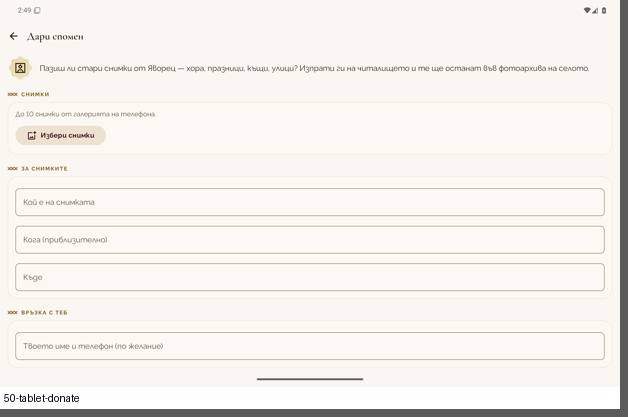 2:49
Дари спомен
Пазиш ли стари снимки от Яворец — хора, празници, къщи, улици? Изпрати ги на читалището и те ще останат във фотоархива на селото.
СНИМКИ
До 10 снимки от галерията на телефона.
Избери снимки
ЗА СНИМКИТЕ
Кой е на снимката
Кога (приблизително)
Къде
ВРЪЗКА С ТЕБ
Твоето име и телефон (по желание)
50-tablet-donate